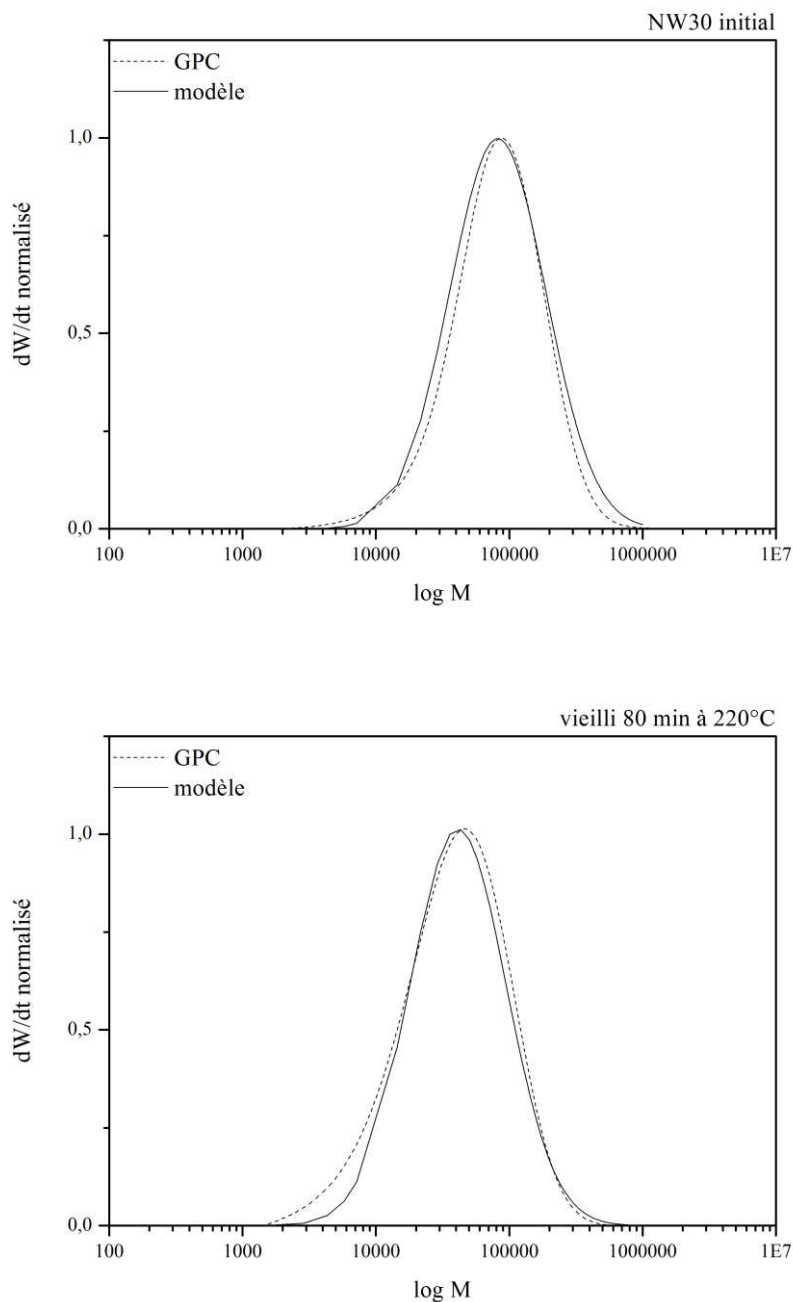 NW30 initial
GPC
modèle
1,0
0,5
0,0
dW/dt normalisé
100 1000 10000 100000 1000000 1E7
log M
vieilli 80 min à 220°C
GPC
modèle
1,0
0,5
0,0
dW/dt normalisé
100 1000 10000 100000 1000000 1E7
log M